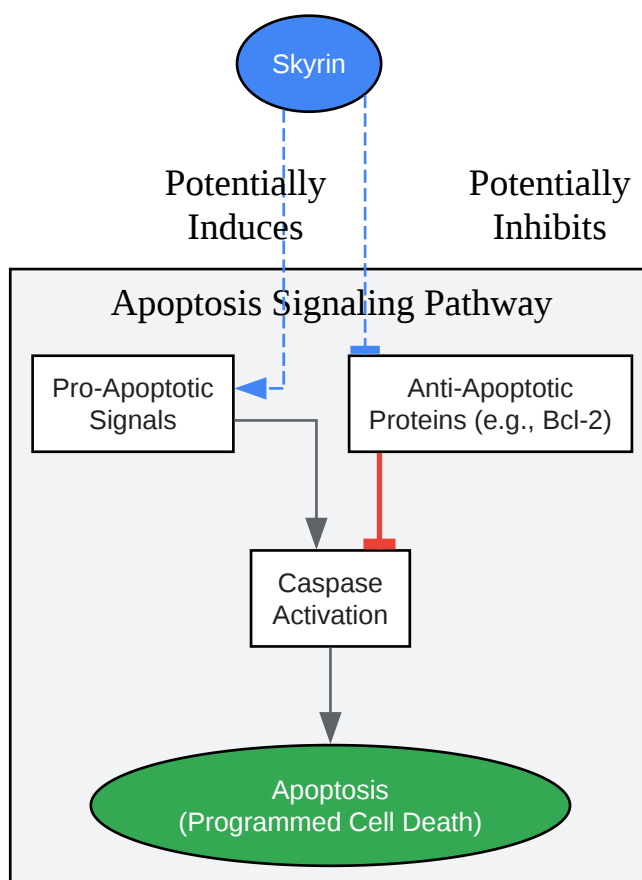 Skyrin
Potentially
Induces
Potentially
Inhibits
Apoptosis Signaling Pathway
Pro-Apoptotic
Signals
Anti-Apoptotic
Proteins (e.g., Bcl-2)
Caspase
Activation
Apoptosis
(Programmed Cell Death)